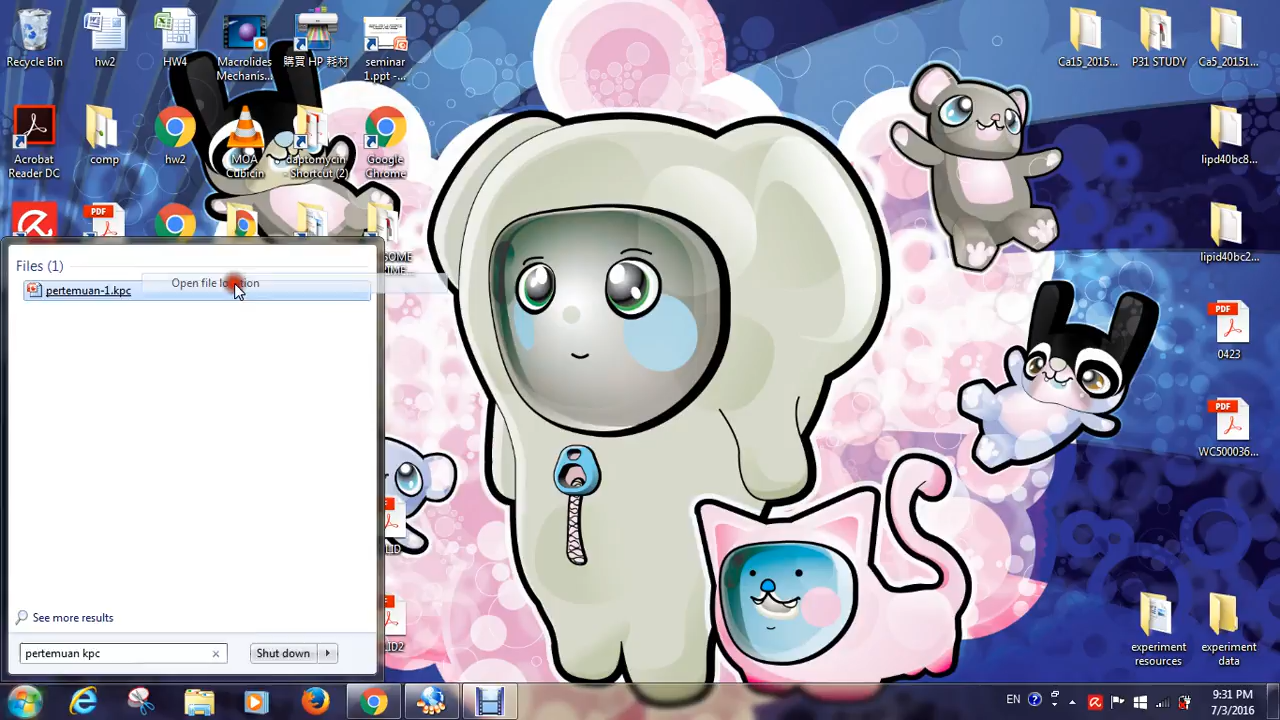 Recycle Bin
hw2
HW4
Macrolides
Mechanis...
購買 HP 耗材
seminar
1.ppt -...
Ca15_2015...
P31 STUDY
Ca5_20151...
Acrobat
Reader DC
comp
hw2
MOA
Cubicin
daptomycin
- Shortcut (2)
Google
Chrome
lipid40bc8...
PDF
lipid40bc2...
Files (1)
Open file location
pertemuan-1.kpc
PDF
0423
PDF
WC500036...
See more results
pertemuan kpc
Shut down
experiment
resources
experiment
data
EN
9:31 PM
7/3/2016